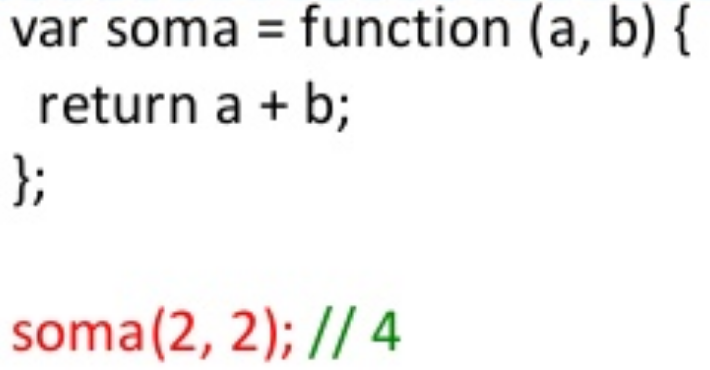 var soma = function (a, b) {
return a + b;
};
soma(2, 2); // 4